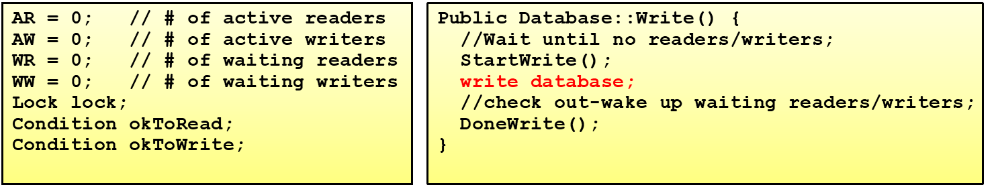 AR = 0;   // # of active readers
AW = 0;   // # of active writers
WR = 0;   // # of waiting readers
WW = 0;   // # of waiting writers
Lock lock;
Condition okToRead;
Condition okToWrite;
Public Database::Write() {
  //Wait until no readers/writers;
  StartWrite();
  write database;
  //check out-wake up waiting readers/writers;
  DoneWrite();
}